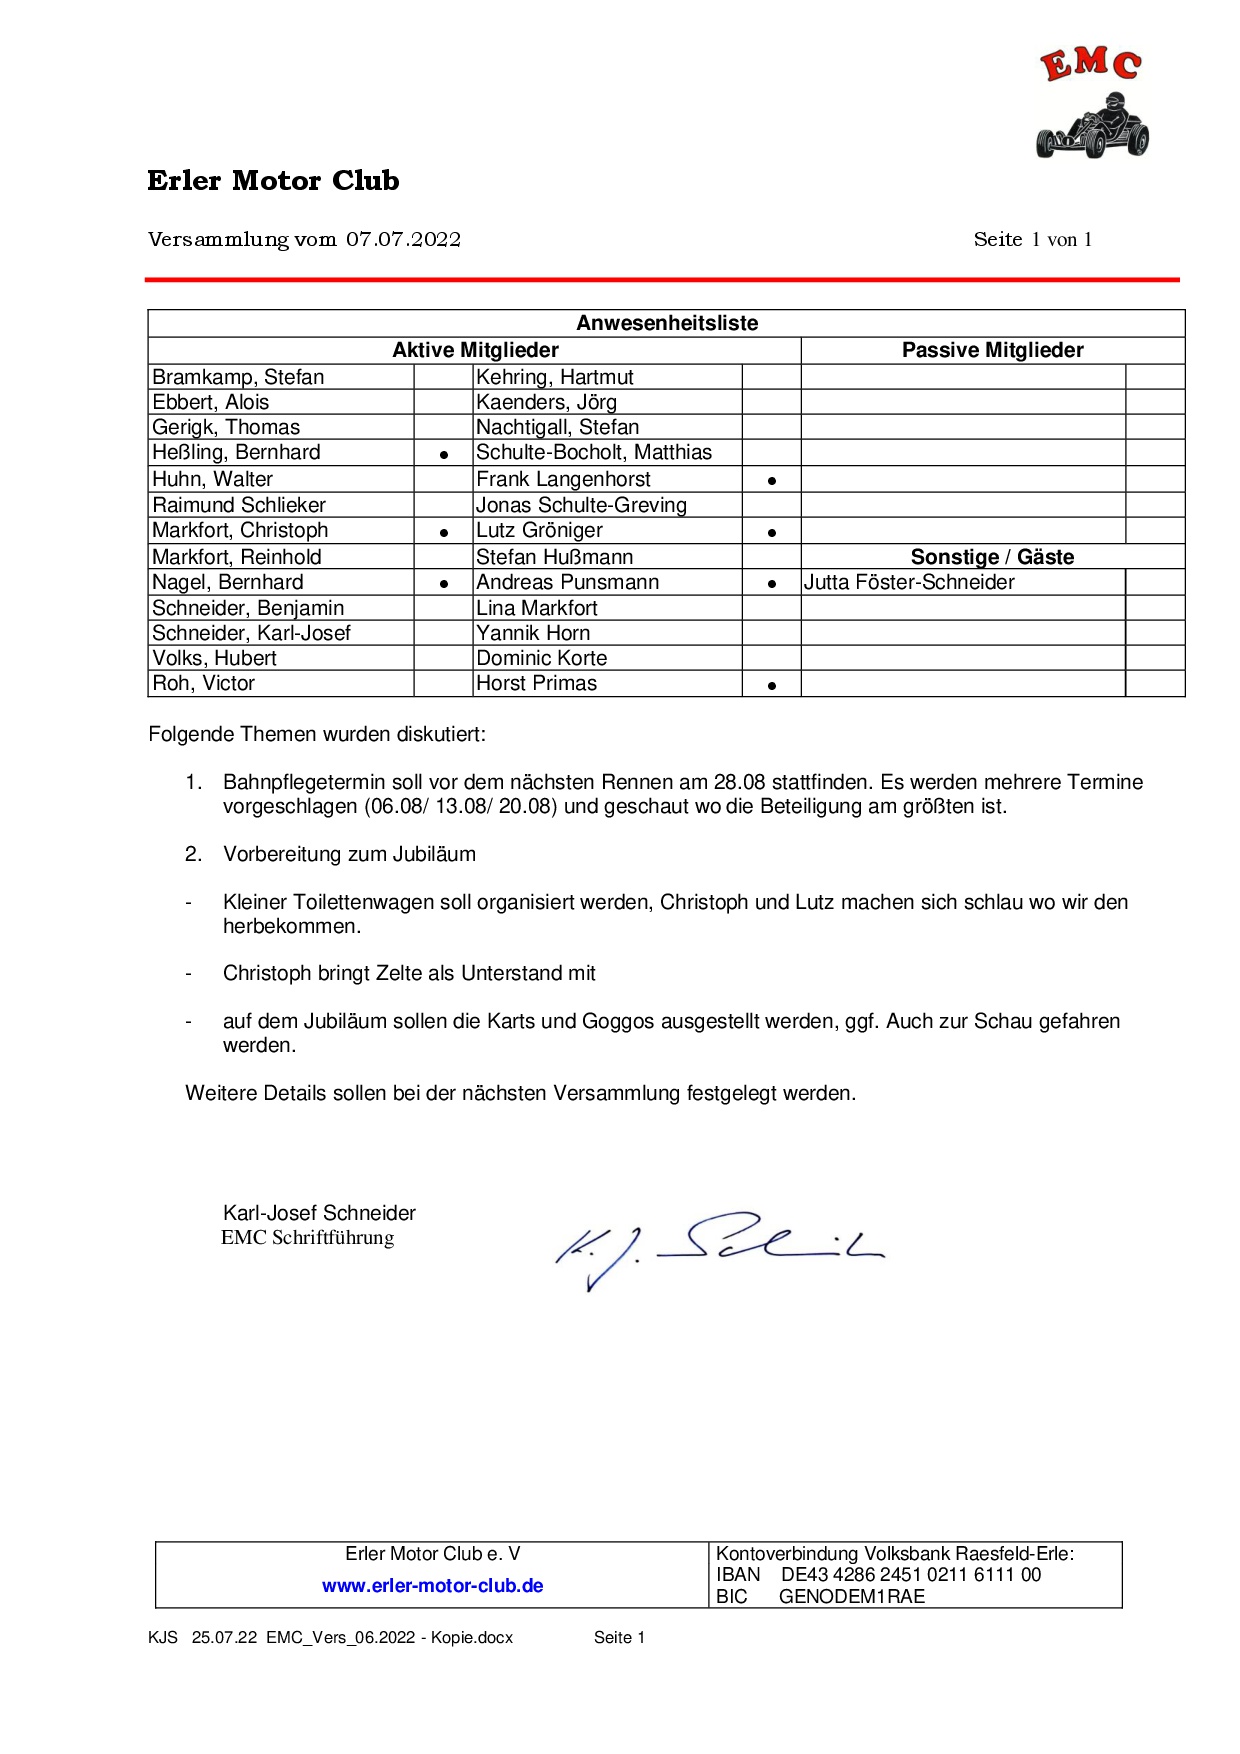 EMC
Erler Motor Club
Versammlung vom 07.07.2022 Seite 1 von 1
Anwesenheitsliste
Aktive Mitglieder Passive Mitglieder
Bramkamp, Stefan Kehring, Hartmut
Ebbert, Alois Kaenders, Jörg
Gerigk, Thomas Nachtigall, Stefan
Heßling, Bernhard ● Schulte-Bocholt, Matthias
Huhn, Walter Frank Langenhorst ●
Raimund Schlieker Jonas Schulte-Greving
Markfort, Christoph ● Lutz Gröniger ●
Markfort, Reinhold Stefan Hußmann Sonstige / Gäste
Nagel, Bernhard ● Andreas Punsmann ● Jutta Föster-Schneider
Schneider, Benjamin Lina Markfort
Schneider, Karl-Josef Yannik Horn
Volks, Hubert Dominic Korte
Roh, Victor Horst Primas ●
Folgende Themen wurden diskutiert:
1. Bahnpflegetermin soll vor dem nächsten Rennen am 28.08 stattfinden. Es werden mehrere Termine
vorgeschlagen (06.08/ 13.08/ 20.08) und geschaut wo die Beteiligung am größten ist.
2. Vorbereitung zum Jubiläum
- Kleiner Toilettenwagen soll organisiert werden, Christoph und Lutz machen sich schlau wo wir den
herbekommen.
- Christoph bringt Zelte als Unterstand mit
- auf dem Jubiläum sollen die Karts und Goggos ausgestellt werden, ggf. Auch zur Schau gefahren
werden.
Weitere Details sollen bei der nächsten Versammlung festgelegt werden.
Karl-Josef Schneider
EMC Schriftführung
K. J. Schneider
Erler Motor Club e. V
www.erler-motor-club.de
Kontoverbindung Volksbank Raesfeld-Erle:
IBAN DE43 4286 2451 0211 6111 00
BIC GENODEM1RAE
KJS 25.07.22 EMC_Vers_06.2022 - Kopie.docx Seite 1